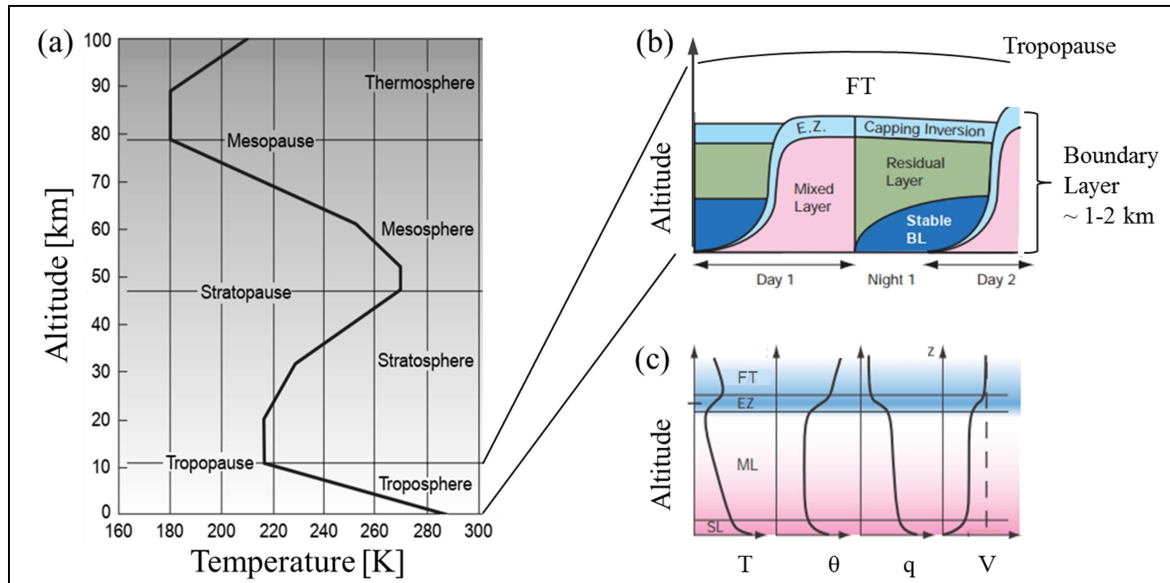 (a)
100
90
80
70
60
50
40
30
20
10
0
Altitude [km]
Thermosphere
Mesopause
Mesosphere
Stratopause
Stratosphere
Tropopause
Troposphere
160 180 200 220 240 260 280 300
Temperature [K]
(b)
Tropopause
FT
E.Z.
Capping Inversion
Mixed
Layer
Residual
Layer
Stable
BL
Altitude
Boundary
Layer
~ 1-2 km
Day 1
Night 1
Day 2
(c)
z
FT
EZ
ML
SL
Altitude
T θ q V